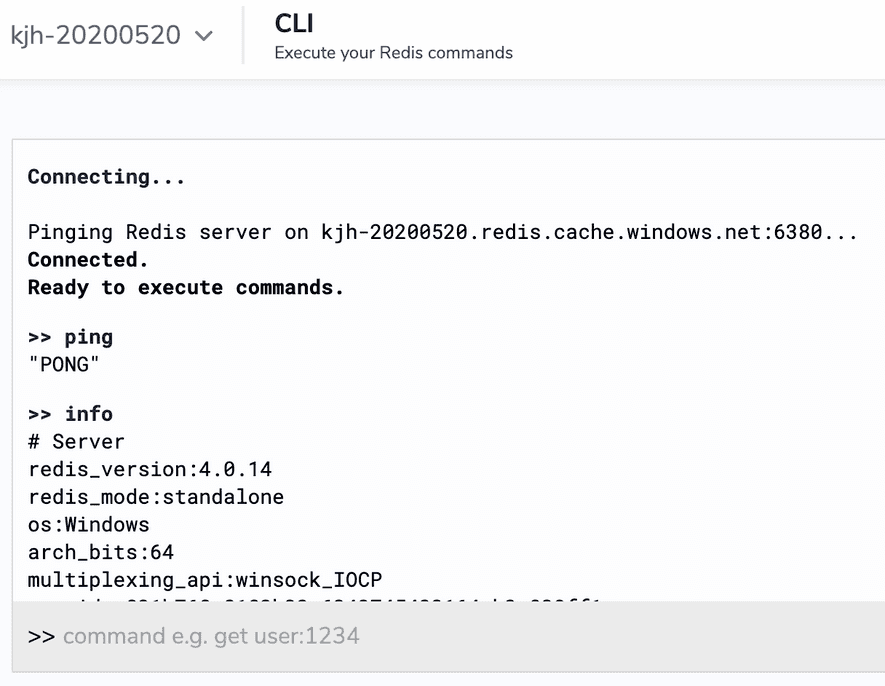 kjh-20200520
CLI
Execute your Redis commands
Connecting...
Pinging Redis server on kjh-20200520.redis.cache.windows.net:6380...
Connected.
Ready to execute commands.
>> ping
"PONG"
>> info
# Server
redis_version:4.0.14
redis_mode:standalone
os:Windows
arch_bits:64
multiplexing_api:winsock_IOCP
>> command e.g. get user:1234